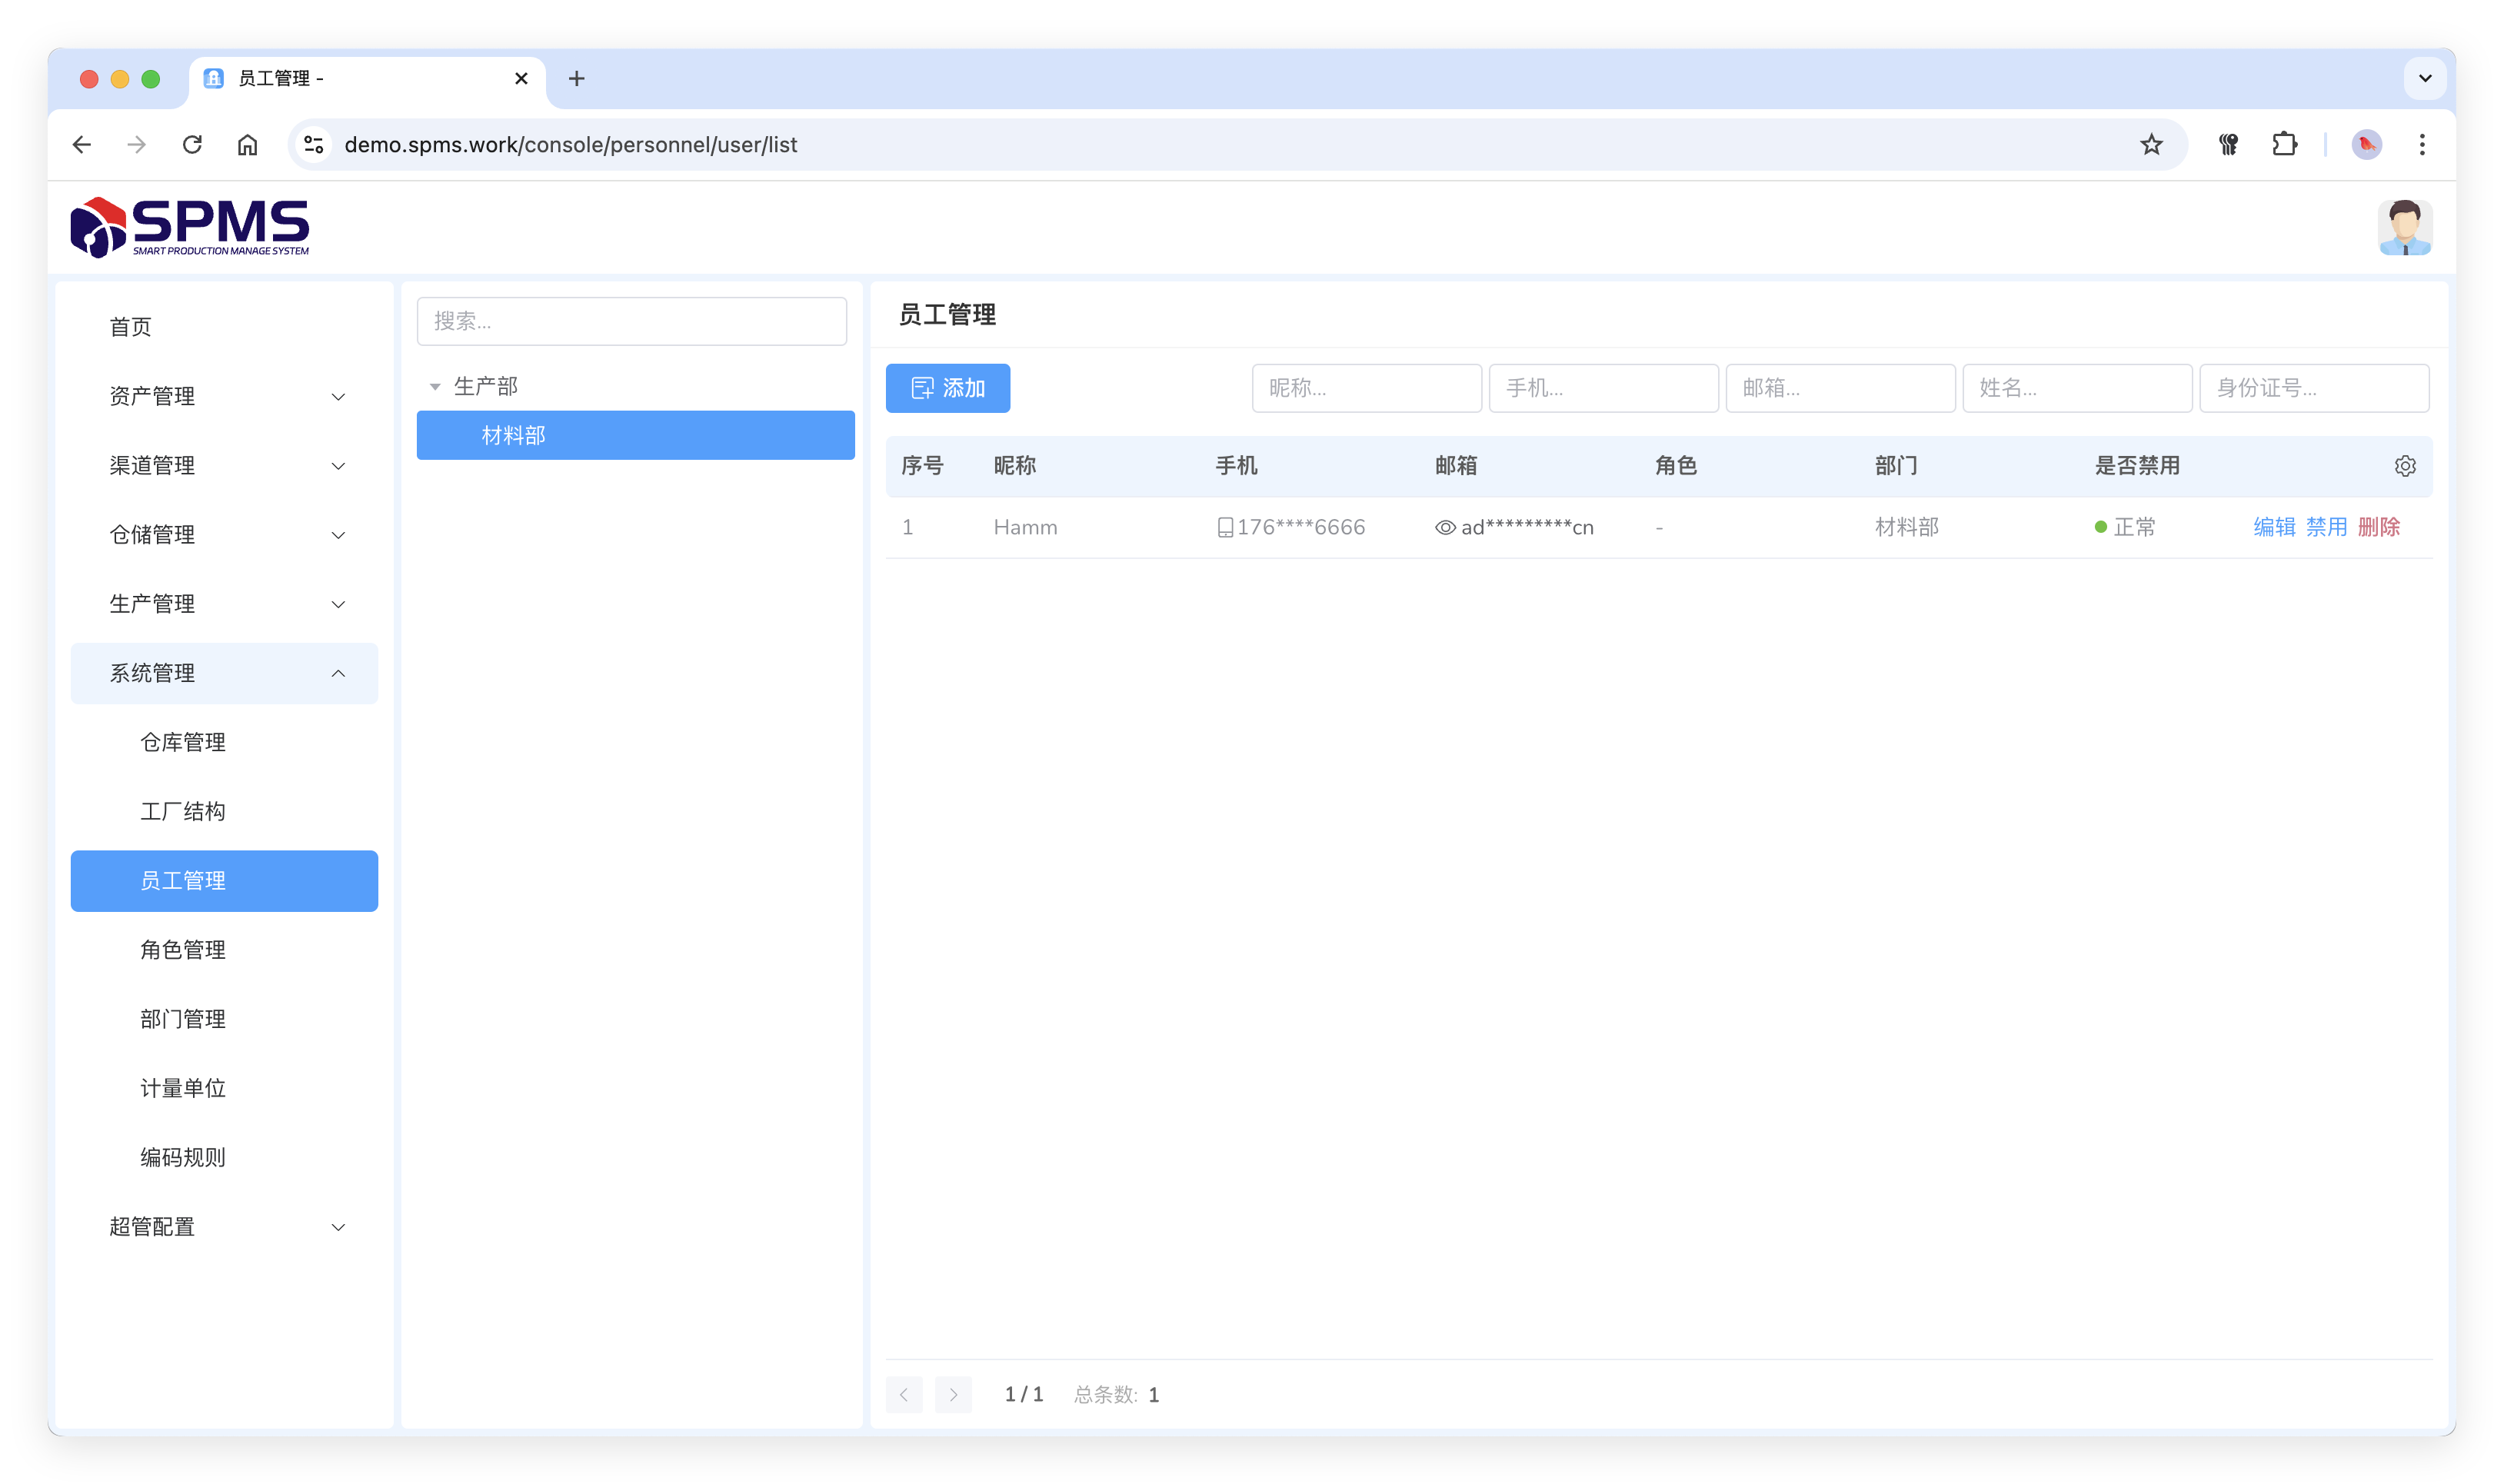 员工管理 -
demo.spms.work/console/personnel/user/list
SPMS
SMART PRODUCTION MANAGE SYSTEM
首页
资产管理
渠道管理
仓储管理
生产管理
系统管理
仓库管理
工厂结构
员工管理
角色管理
部门管理
计量单位
编码规则
超管配置
搜索...
生产部
材料部
员工管理
添加 昵称... 手机... 邮箱... 姓名... 身份证号...
序号 昵称 手机 邮箱 角色 部门 是否禁用
1 Hamm 176****6666 ad*********cn - 材料部 正常 编辑 禁用 删除
1 / 1 总条数: 1